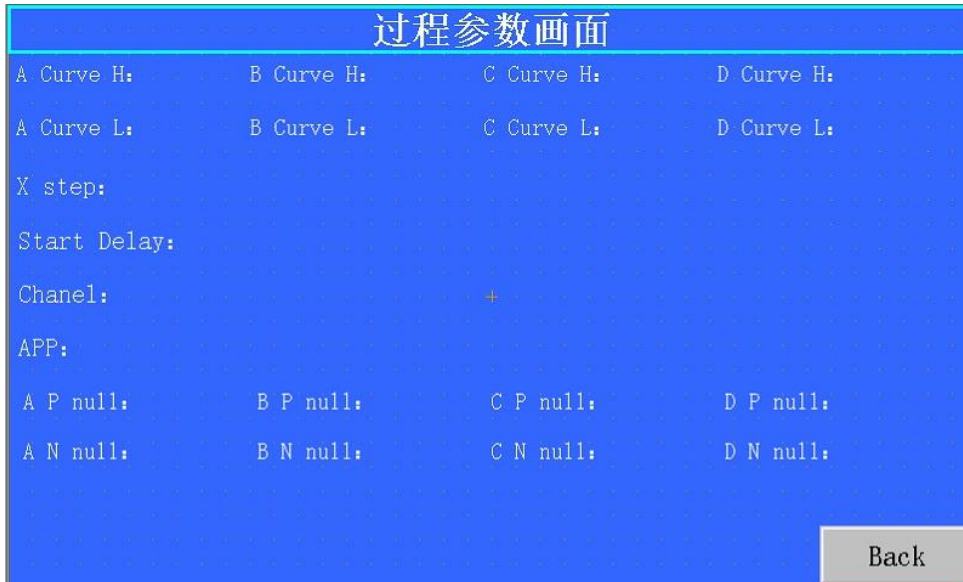 过程参数画面
A Curve H: B Curve H: C Curve H: D Curve H:
A Curve L: B Curve L: C Curve L: D Curve L:
X step:
Start Delay:
Chanel:
APP:
A P null: B P null: C P null: D P null:
A N null: B N null: C N null: D N null:
Back